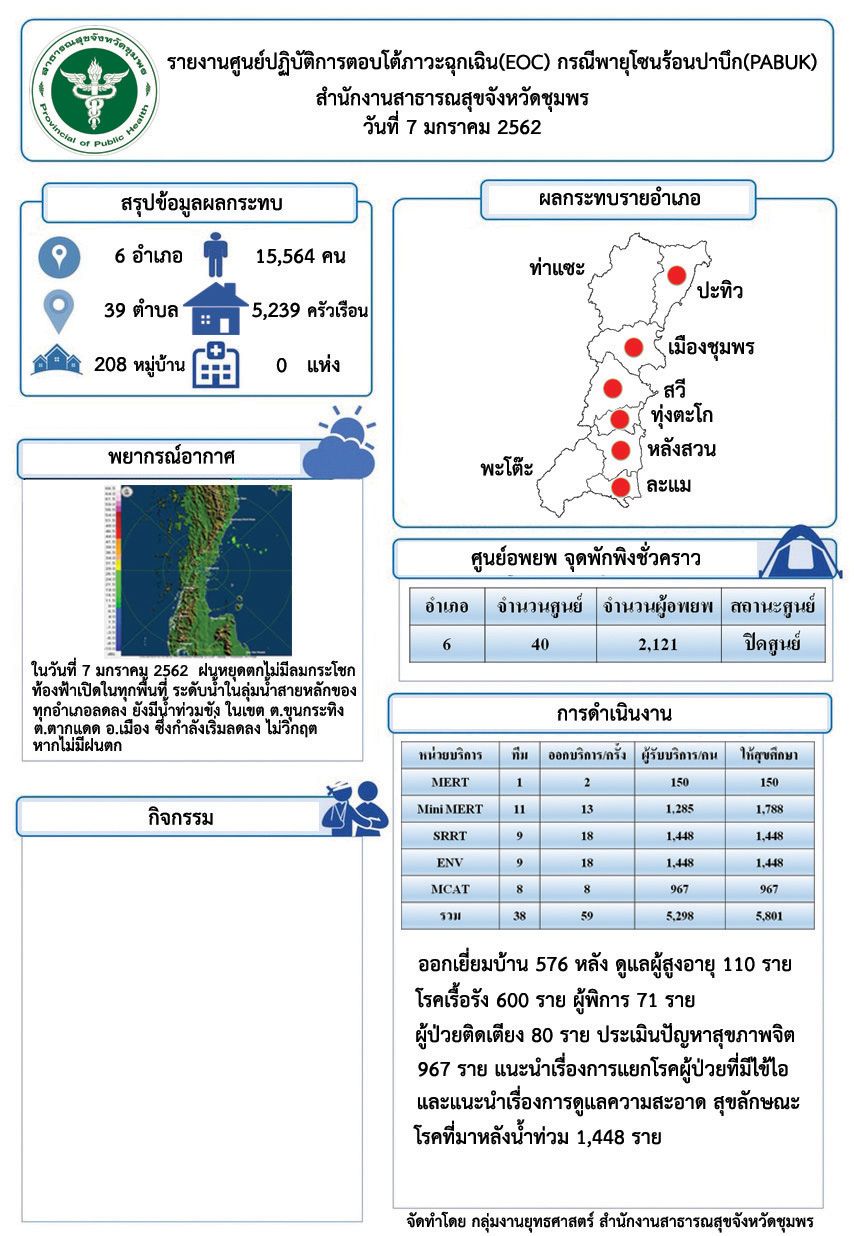 สาธารณสุขจังหวัดชุมพร
Provincial of Public Health
รายงานศูนย์ปฏิบัติการตอบโต้ภาวะฉุกเฉิน(EOC) กรณีพายุโซนร้อนปาบึก(PABUK)
สำนักงานสาธารณสุขจังหวัดชุมพร
วันที่ 7 มกราคม 2562
สรุปข้อมูลผลกระทบ
6 อำเภอ 15,564 คน
39 ตำบล 5,239 ครัวเรือน
208 หมู่บ้าน 0 แห่ง
พยากรณ์อากาศ
ในวันที่ 7 มกราคม 2562 ฝนหยุดตกไม่มีลมกระโชก
ท้องฟ้าเปิดในทุกพื้นที่ ระดับน้ำในลุ่มน้ำสายหลักของ
ทุกอำเภอลดลง ยังมีน้ำท่วมขัง ในเขต ต.ขุนกระทิง
ต.ตากแดด อ.เมือง ซึ่งกำลังเริ่มลดลง ไม่วิกฤต
หากไม่มีฝนตก
กิจกรรม
ผลกระทบรายอำเภอ
ท่าแซะ
ปะทิว
เมืองชุมพร
สวี
ทุ่งตะโก
หลังสวน
พะโต๊ะ
ละแม
ศูนย์อพยพ จุดพักพิงชั่วคราว
อำเภอ จำนวนศูนย์ จำนวนผู้อพยพ สถานะศูนย์
6 40 2,121 ปิดศูนย์
การดำเนินงาน
หน่วยบริการ ทีม ออกบริการ/ครั้ง ผู้รับบริการ/คน ให้สุขศึกษา
MERT 1 2 150 150
Mini MERT 11 13 1,285 1,788
SRRT 9 18 1,448 1,448
ENV 9 18 1,448 1,448
MCAT 8 8 967 967
รวม 38 59 5,298 5,801
ออกเยี่ยมบ้าน 576 หลัง ดูแลผู้สูงอายุ 110 ราย
โรคเรื้อรัง 600 ราย ผู้พิการ 71 ราย
ผู้ป่วยติดเตียง 80 ราย ประเมินปัญหาสุขภาพจิต
967 ราย แนะนำเรื่องการแยกโรคผู้ป่วยที่มีไข้ไอ
และแนะนำเรื่องการดูแลความสะอาด สุขลักษณะ
โรคที่มาหลังน้ำท่วม 1,448 ราย
จัดทำโดย กลุ่มงานยุทธศาสตร์ สำนักงานสาธารณสุขจังหวัดชุมพร